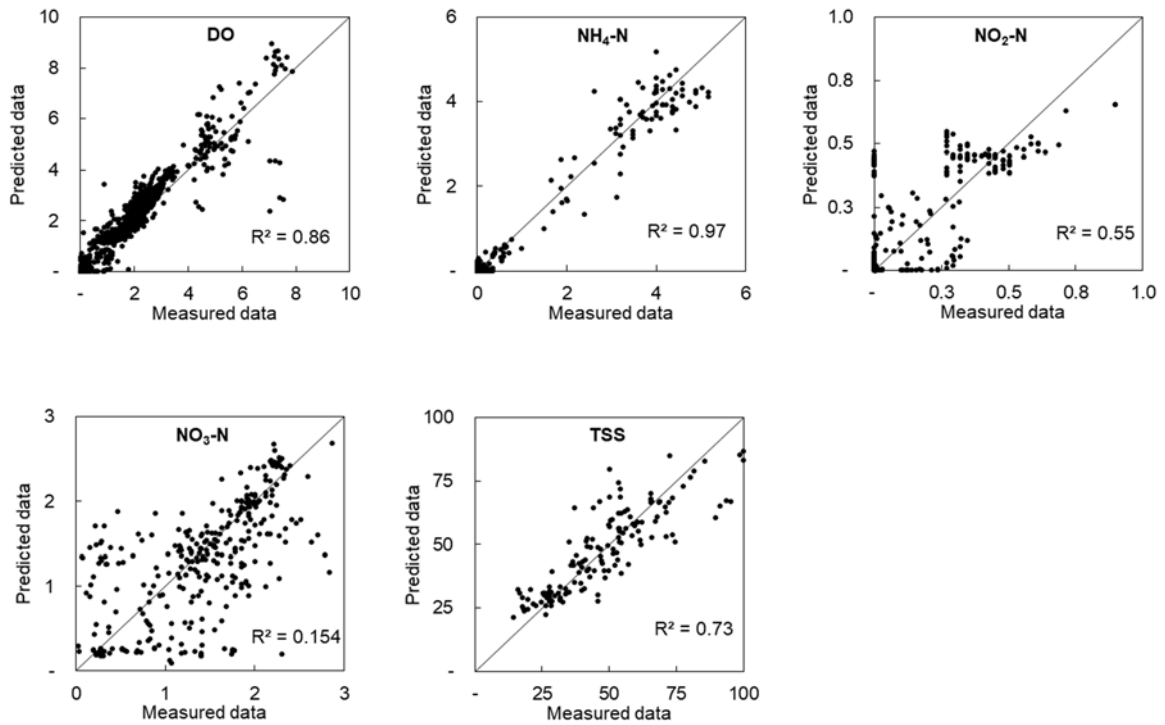 10
8
6
4
2
-
Predicted data
DO
R² = 0.86
- 2 4 6 8 10
Measured data
6
4
2
-
Predicted data
NH₄-N
R² = 0.97
- 2 4 6
Measured data
1.0
0.8
0.5
0.3
-
Predicted data
NO₂-N
R² = 0.55
- 0.3 0.5 0.8 1.0
Measured data
3
2
1
-
Predicted data
NO₃-N
R² = 0.154
0 1 2 3
Measured data
100
75
50
25
-
Predicted data
TSS
R² = 0.73
- 25 50 75 100
Measured data